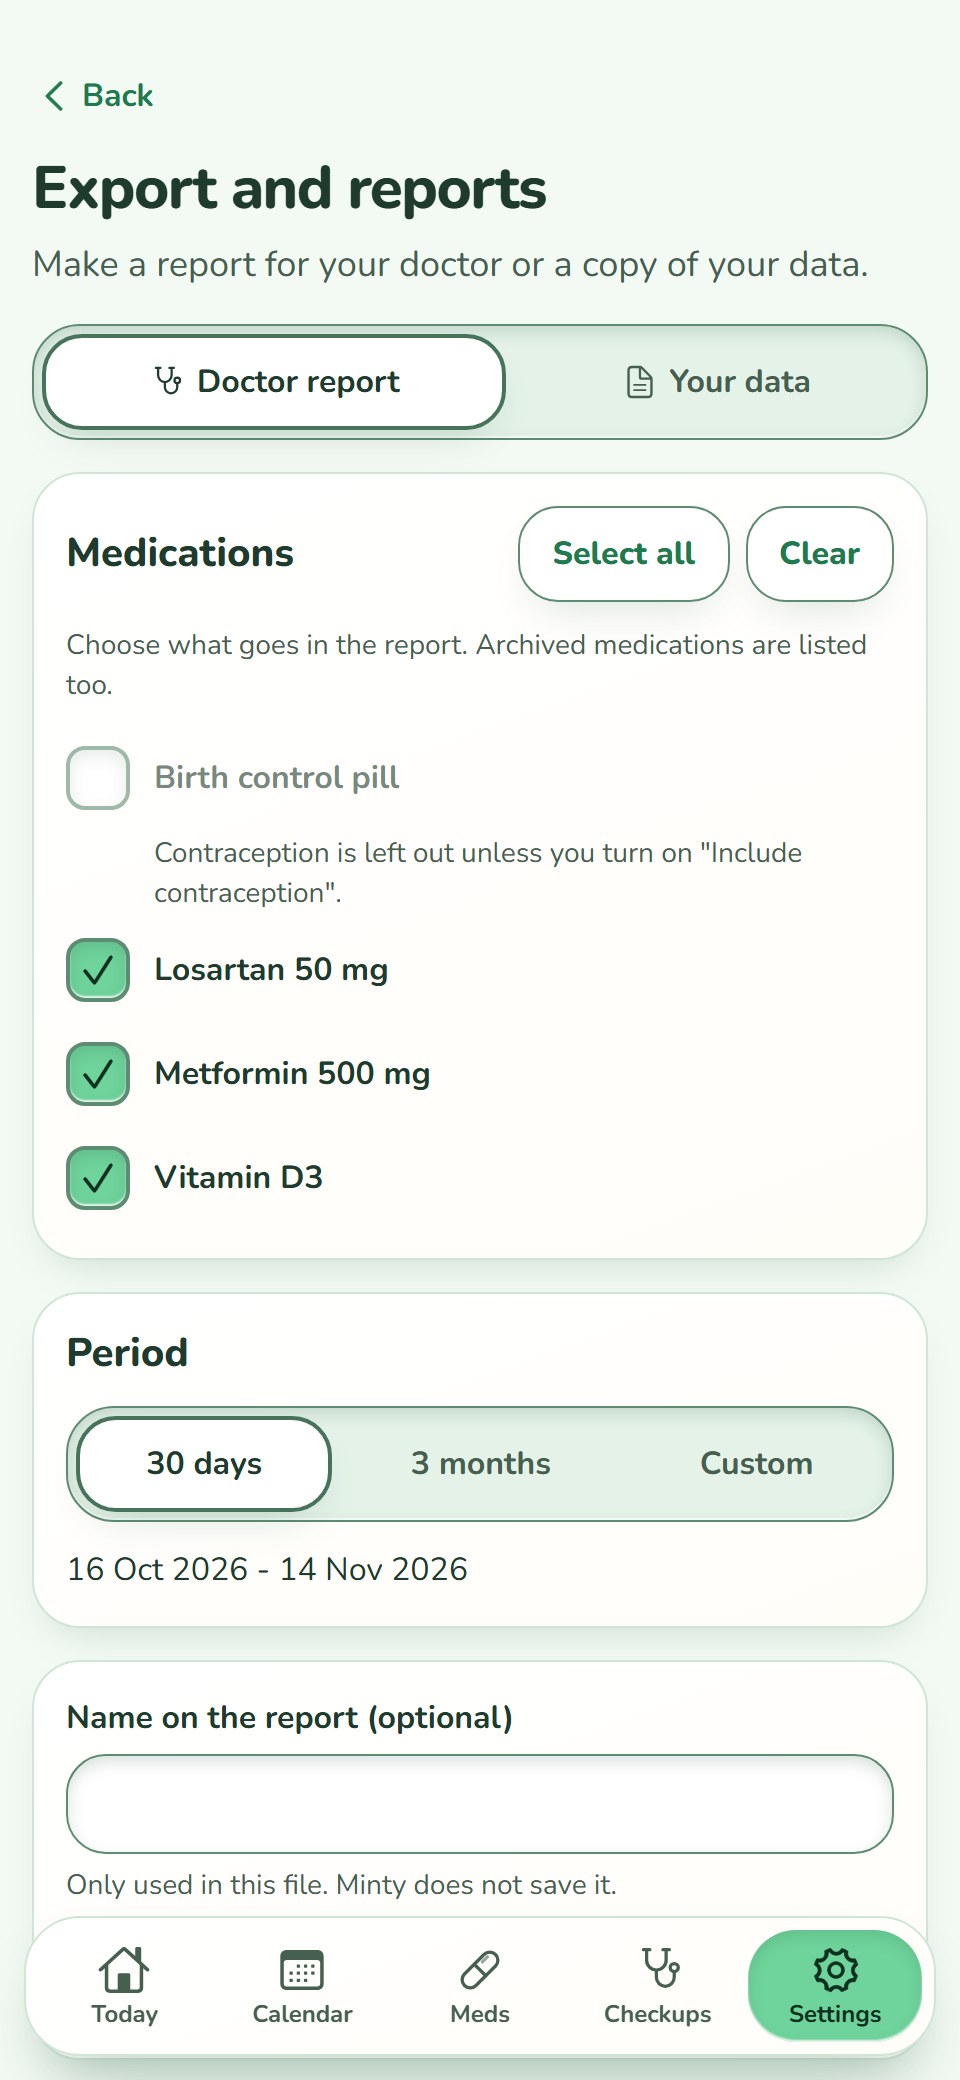 Back
Export and reports
Make a report for your doctor or a copy of your data.
Doctor report
Your data
Medications
Select all
Clear
Choose what goes in the report. Archived medications are listed
too.
Birth control pill
Contraception is left out unless you turn on "Include
contraception".
Losartan 50 mg
Metformin 500 mg
Vitamin D3
Period
30 days
3 months
Custom
16 Oct 2026 - 14 Nov 2026
Name on the report (optional)
Only used in this file. Minty does not save it.
Today
Calendar
Meds
Checkups
Settings